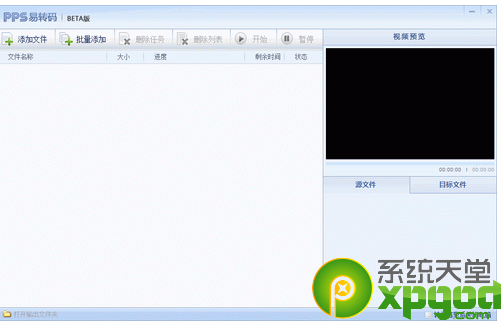 PPS易转码 BETA版
添加文件 批量添加 删除任务 删除列表 开始 暂停 视频预览
文件名称 大小 进度 剩余时间 状态
00:00:00 / 00:00:00
源文件 目标文件
系统天堂
xpgod
打开输出文件夹